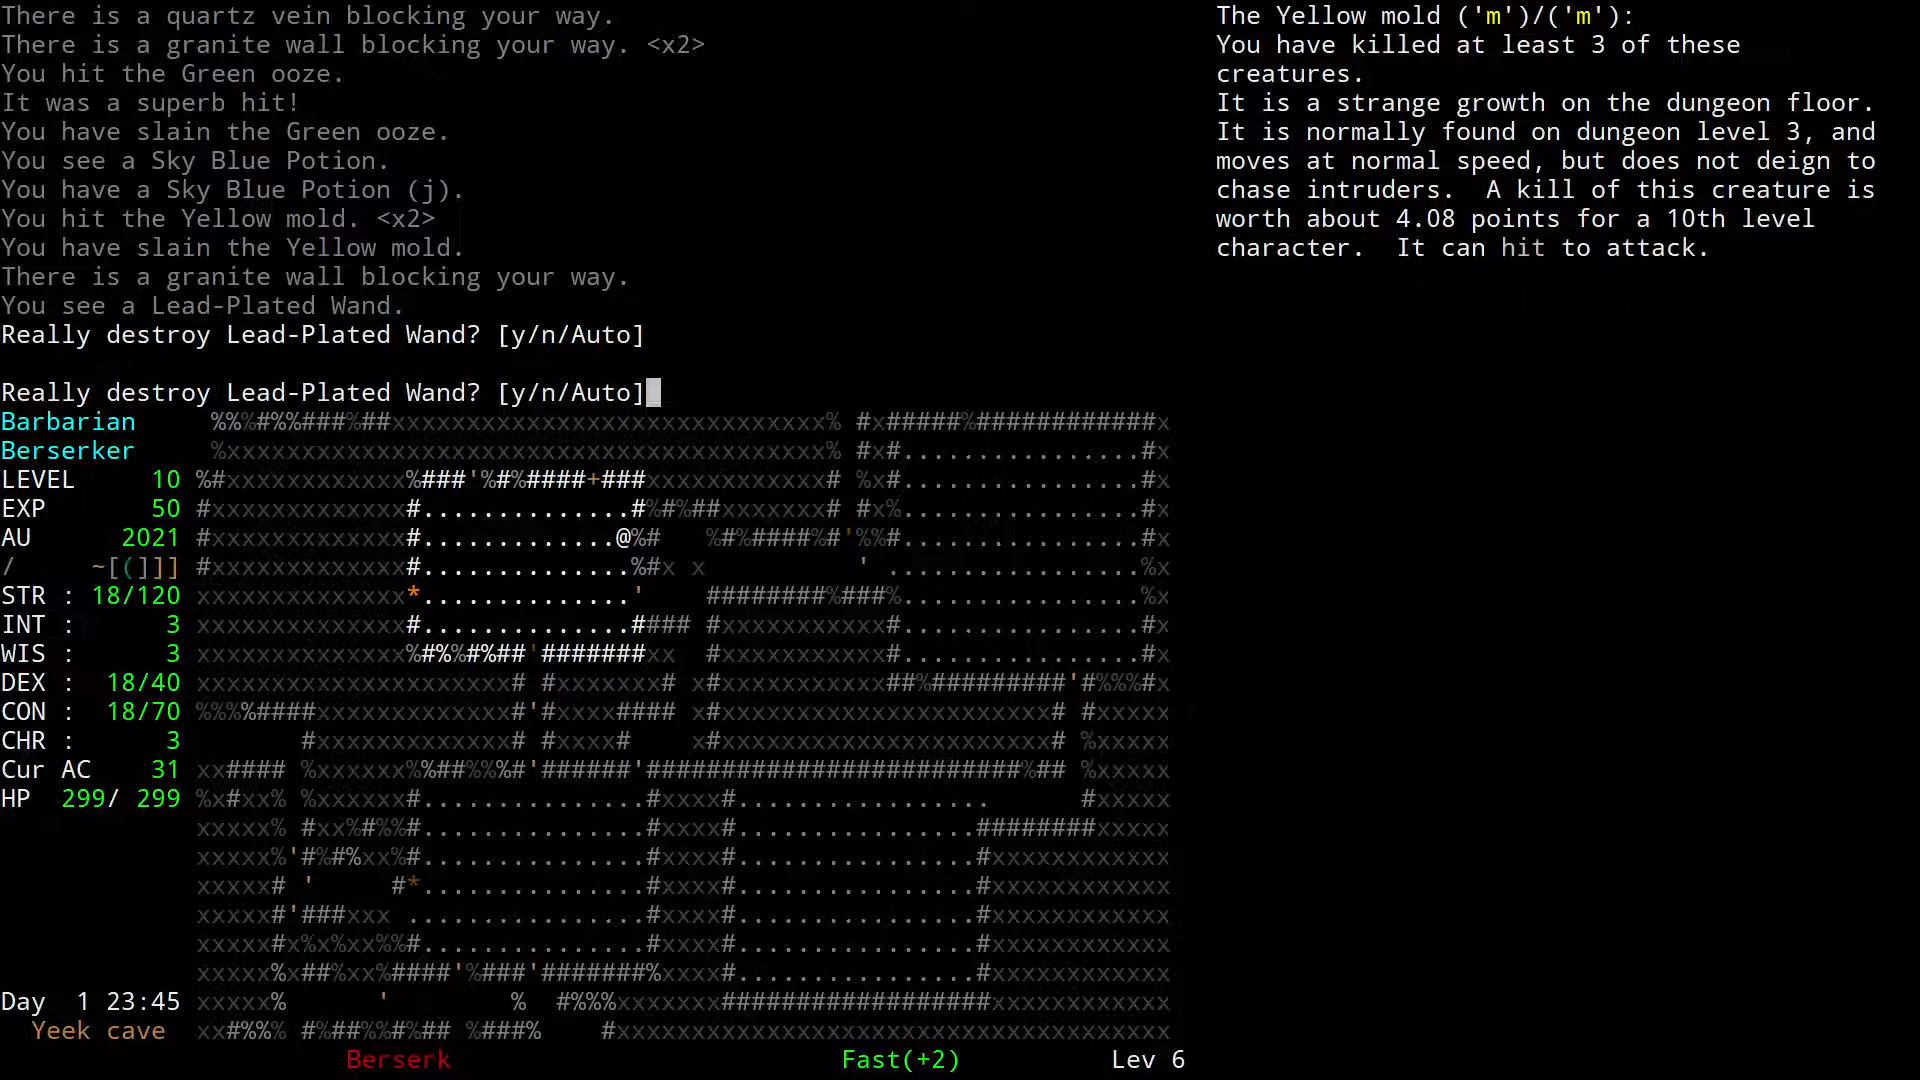 There is a quartz vein blocking your way.
There is a granite wall blocking your way. <x2>
You hit the Green ooze.
It was a superb hit!
You have slain the Green ooze.
You see a Sky Blue Potion.
You have a Sky Blue Potion (j).
You hit the Yellow mold. <x2>
You have slain the Yellow mold.
There is a granite wall blocking your way.
You see a Lead-Plated Wand.
Really destroy Lead-Plated Wand? [y/n/Auto]
Really destroy Lead-Plated Wand? [y/n/Auto]
The Yellow mold ('m')/('m'):
You have killed at least 3 of these
creatures.
It is a strange growth on the dungeon floor.
It is normally found on dungeon level 3, and
moves at normal speed, but does not deign to
chase intruders.  A kill of this creature is
worth about 4.08 points for a 10th level
character.  It can hit to attack.
Barbarian
Berserker
LEVEL 10
EXP 50
AU 2021
/ ~[(]]]
STR : 18/120
INT : 3
WIS : 3
DEX : 18/40
CON : 18/70
CHR : 3
Cur AC 31
HP 299/ 299
Day 1 23:45
Yeek cave
Berserk
Fast(+2)
Lev 6